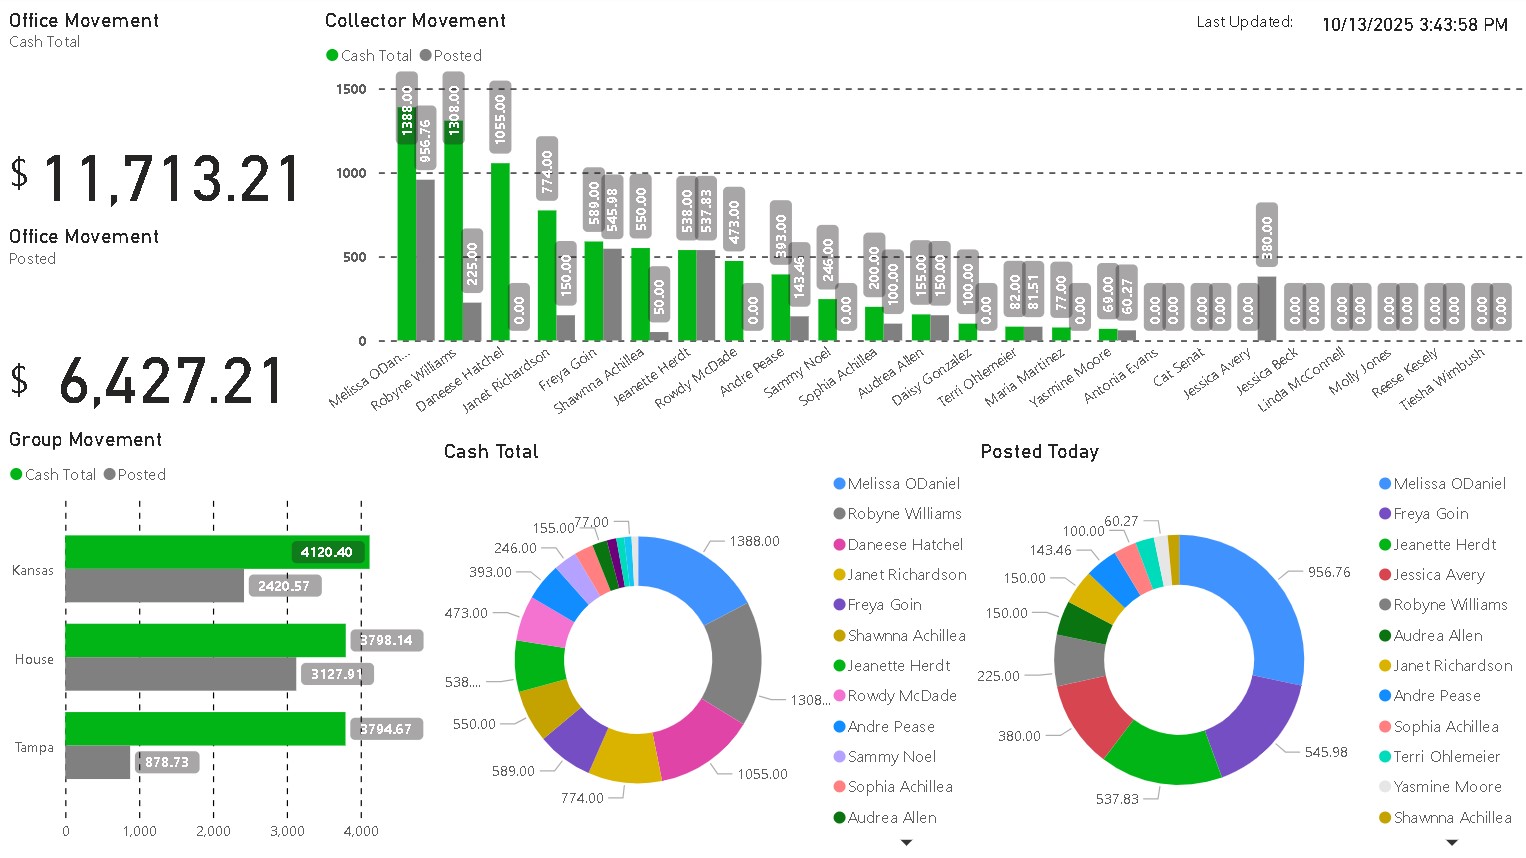 Office Movement
Cash Total
$ 11,713.21
Office Movement
Posted
$ 6,427.21
Collector Movement
Last Updated: 10/13/2025 3:43:58 PM
Cash Total Posted
1500
1000
500
0
1388.00 956.76 1308.00 225.00 1055.00 0.00 774.00 150.00 589.00 545.98 550.00 50.00 538.00 537.83 473.00 0.00 393.00 143.46 246.00 0.00 200.00 100.00 155.00 150.00 100.00 0.00 82.00 81.51 77.00 0.00 69.00 60.27 0.00 0.00 0.00 0.00 0.00 380.00 0.00 0.00 0.00 0.00 0.00 0.00 0.00 0.00 0.00 0.00
Melissa ODan...
Robyne Williams
Daneese Hatchel
Janet Richardson
Freya Goin
Shawnna Achillea
Jeanette Herdt
Rowdy McDade
Andre Pease
Sammy Noel
Sophia Achillea
Audrea Allen
Daisy Gonzalez
Terri Ohlemeier
Maria Martinez
Yasmine Moore
Antonia Evans
Cat Senat
Jessica Avery
Jessica Beck
Linda McConnell
Molly Jones
Reese Kesely
Tiesha Wimbush
Group Movement
Cash Total Posted
Kansas
4120.40
2420.57
House
3798.14
3127.91
Tampa
3794.67
878.73
0 1,000 2,000 3,000 4,000
Cash Total
1388.00
1308...
1055.00
774.00
589.00
550.00
538....
473.00
393.00
246.00
155.00
77.00
Melissa ODaniel
Robyne Williams
Daneese Hatchel
Janet Richardson
Freya Goin
Shawnna Achillea
Jeanette Herdt
Rowdy McDade
Andre Pease
Sammy Noel
Sophia Achillea
Audrea Allen
Posted Today
956.76
545.98
537.83
380.00
225.00
150.00
150.00
143.46
100.00
60.27
Melissa ODaniel
Freya Goin
Jeanette Herdt
Jessica Avery
Robyne Williams
Audrea Allen
Janet Richardson
Andre Pease
Sophia Achillea
Terri Ohlemeier
Yasmine Moore
Shawnna Achillea